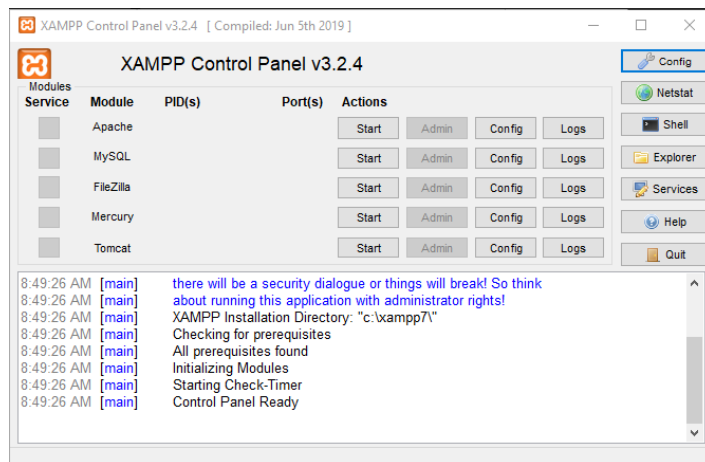 XAMPP Control Panel v3.2.4 [ Compiled: Jun 5th 2019 ]
XAMPP Control Panel v3.2.4
Config
Modules
Service Module PID(s) Port(s) Actions
Netstat
Apache Start Admin Config Logs
Shell
MySQL Start Admin Config Logs
Explorer
FileZilla Start Admin Config Logs
Services
Mercury Start Admin Config Logs
Help
Tomcat Start Admin Config Logs
Quit
8:49:26 AM [main] there will be a security dialogue or things will break! So think
8:49:26 AM [main] about running this application with administrator rights!
8:49:26 AM [main] XAMPP Installation Directory: "c:\xampp7\"
8:49:26 AM [main] Checking for prerequisites
8:49:26 AM [main] All prerequisites found
8:49:26 AM [main] Initializing Modules
8:49:26 AM [main] Starting Check-Timer
8:49:26 AM [main] Control Panel Ready